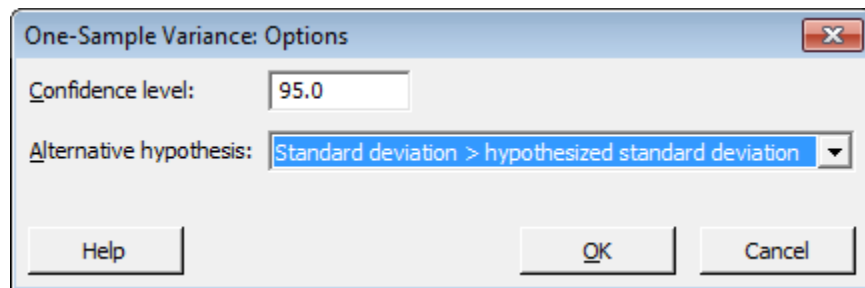 One-Sample Variance: Options
Confidence level: 95.0
Alternative hypothesis: Standard deviation > hypothesized standard deviation
Help OK Cancel